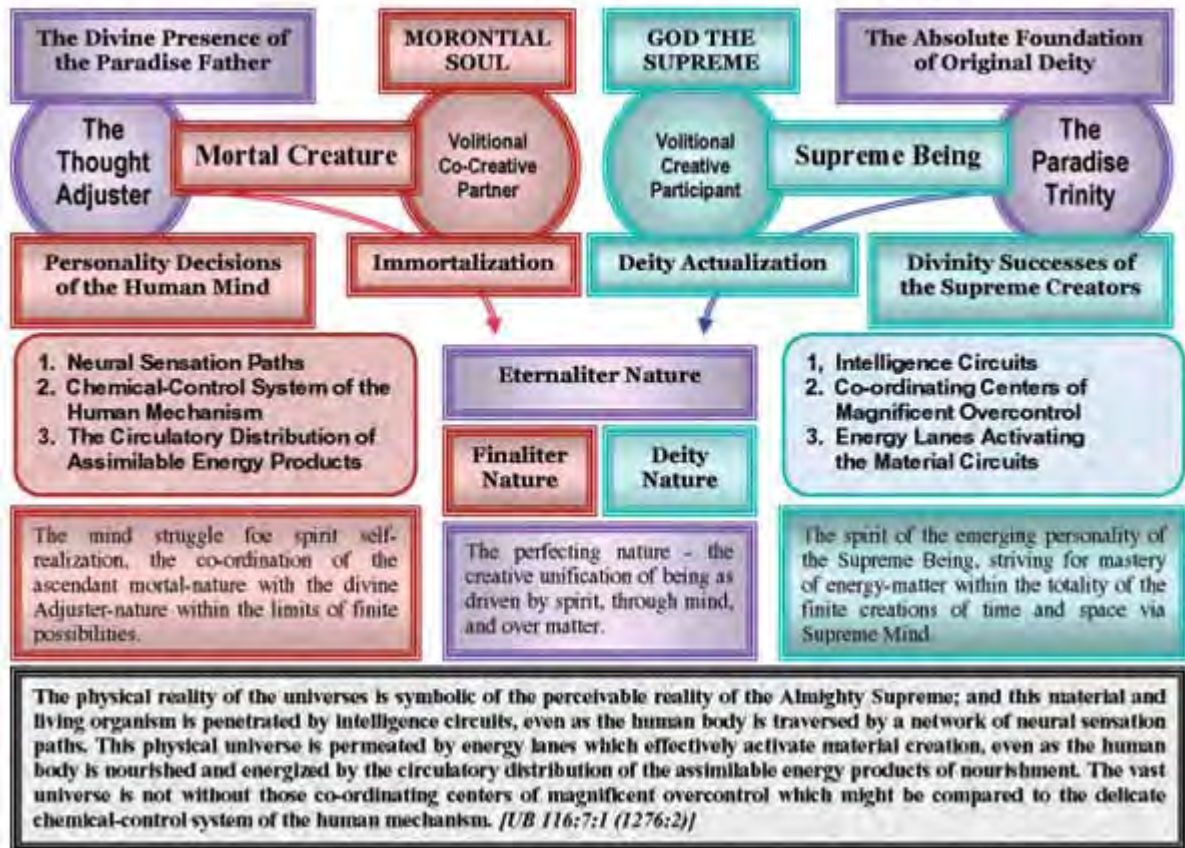 The Divine Presence of
the Paradise Father
MORONTIAL
SOUL
GOD THE
SUPREME
The Absolute Foundation
of Original Deity
The
Thought
Adjuster
Mortal Creature
Volitional
Co-Creative
Partner
Volitional
Creative
Participant
Supreme Being
The
Paradise
Trinity
Personality Decisions
of the Human Mind
Immortalization
Deity Actualization
Divinity Successes of
the Supreme Creators
1. Neural Sensation Paths
2. Chemical-Control System of the
Human Mechanism
3. The Circulatory Distribution of
Assimilable Energy Products
Eternaliter Nature
Finaliter
Nature
Deity
Nature
1, Intelligence Circuits
2. Co-ordinating Centers of
Magnificent Overcontrol
3. Energy Lanes Activating
the Material Circuits
The mind struggle foe spirit self-
realization, the co-ordination of the
ascendant mortal-nature with the divine
Adjuster-nature within the limits of finite
possibilities.
The perfecting nature - the
creative unification of being as
driven by spirit, through mind,
and over matter.
The spirit of the emerging personality of
the Supreme Being, striving for mastery
of energy-matter within the totality of the
finite creations of time and space via
Supreme Mind.
The physical reality of the universes is symbolic of the perceivable reality of the Almighty Supreme; and this material and
living organism is penetrated by intelligence circuits, even as the human body is traversed by a network of neural sensation
paths. This physical universe is permeated by energy lanes which effectively activate material creation, even as the human
body is nourished and energized by the circulatory distribution of the assimilable energy products of nourishment. The vast
universe is not without those co-ordinating centers of magnificent overcontrol which might be compared to the delicate
chemical-control system of the human mechanism. [UB 116:7:1 (1276:2)]